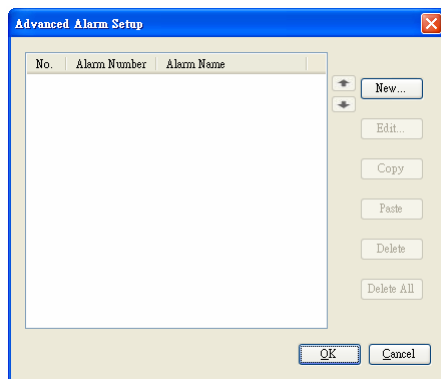 Advanced Alarm Setup
No. Alarm Number Alarm Name
New...
Edit...
Copy
Paste
Delete
Delete All
OK Cancel